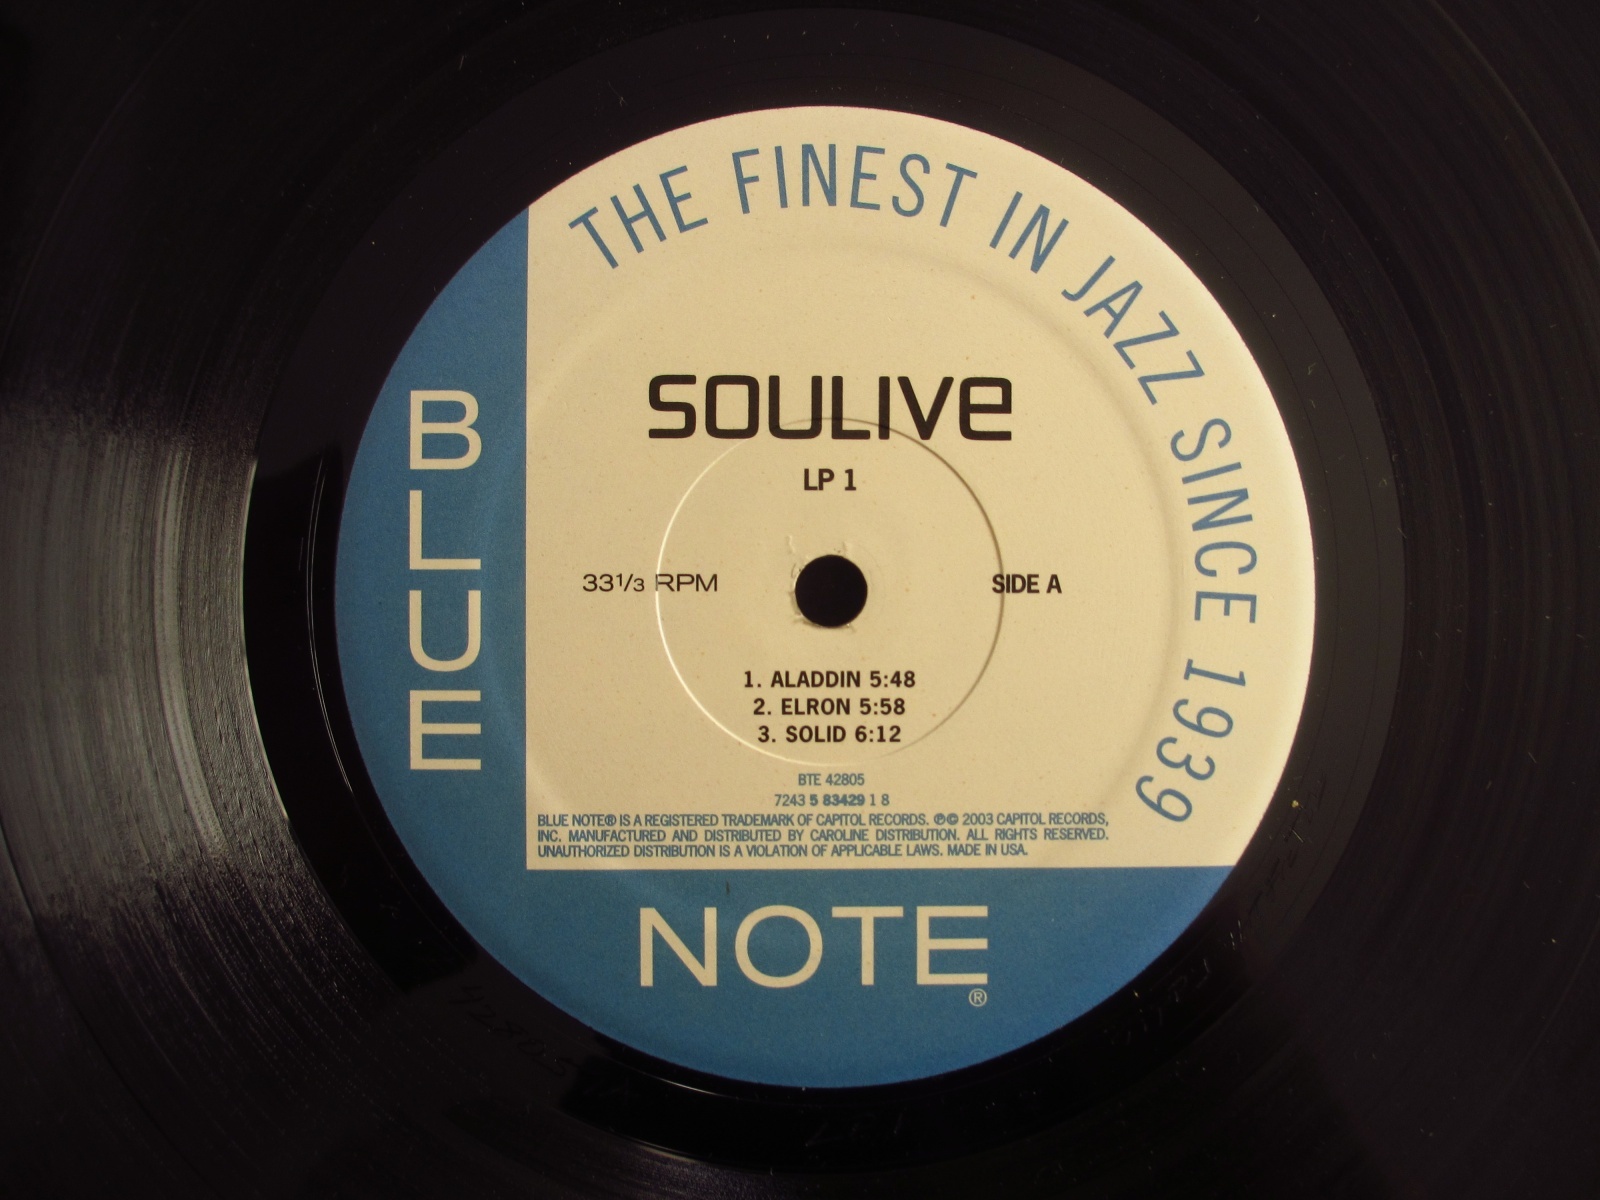 THE FINEST IN JAZZ SINCE 1939
BLUE
SOULIVE
LP 1
33 1/3 RPM
SIDE A
1. ALADDIN 5:48
2. ELRON 5:58
3. SOLID 6:12
BTE 42805
7243 5 83429 1 8
BLUE NOTE® IS A REGISTERED TRADEMARK OF CAPITOL RECORDS. ℗© 2003 CAPITOL RECORDS,
INC. MANUFACTURED AND DISTRIBUTED BY CAROLINE DISTRIBUTION. ALL RIGHTS RESERVED.
UNAUTHORIZED DISTRIBUTION IS A VIOLATION OF APPLICABLE LAWS. MADE IN USA.
NOTE®